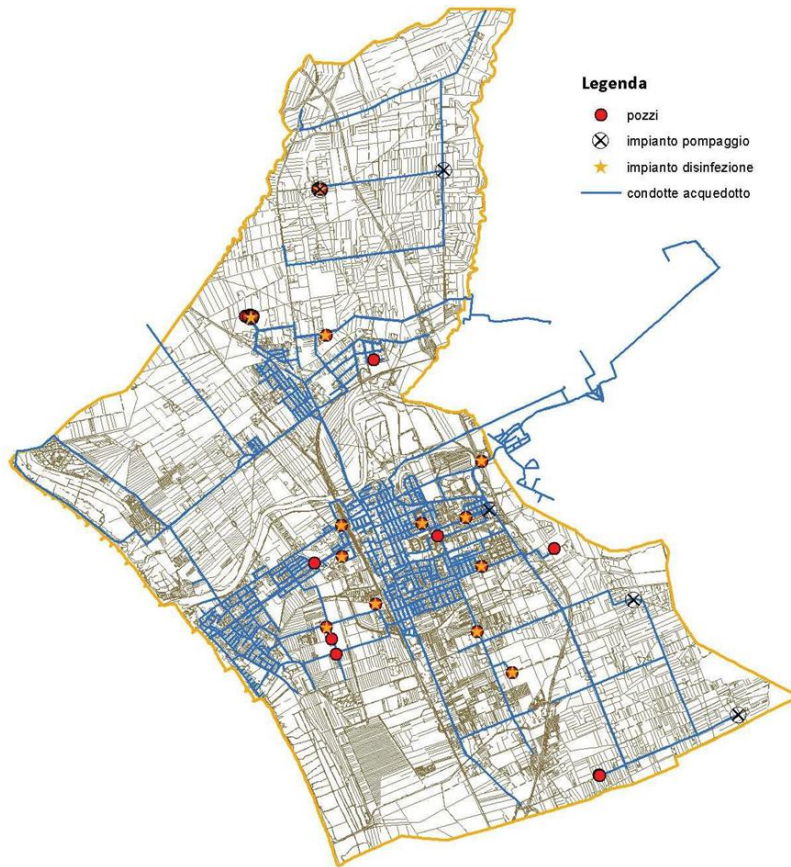 Legenda
pozzi
impianto pompaggio
impianto disinfezione
condotte acquedotto